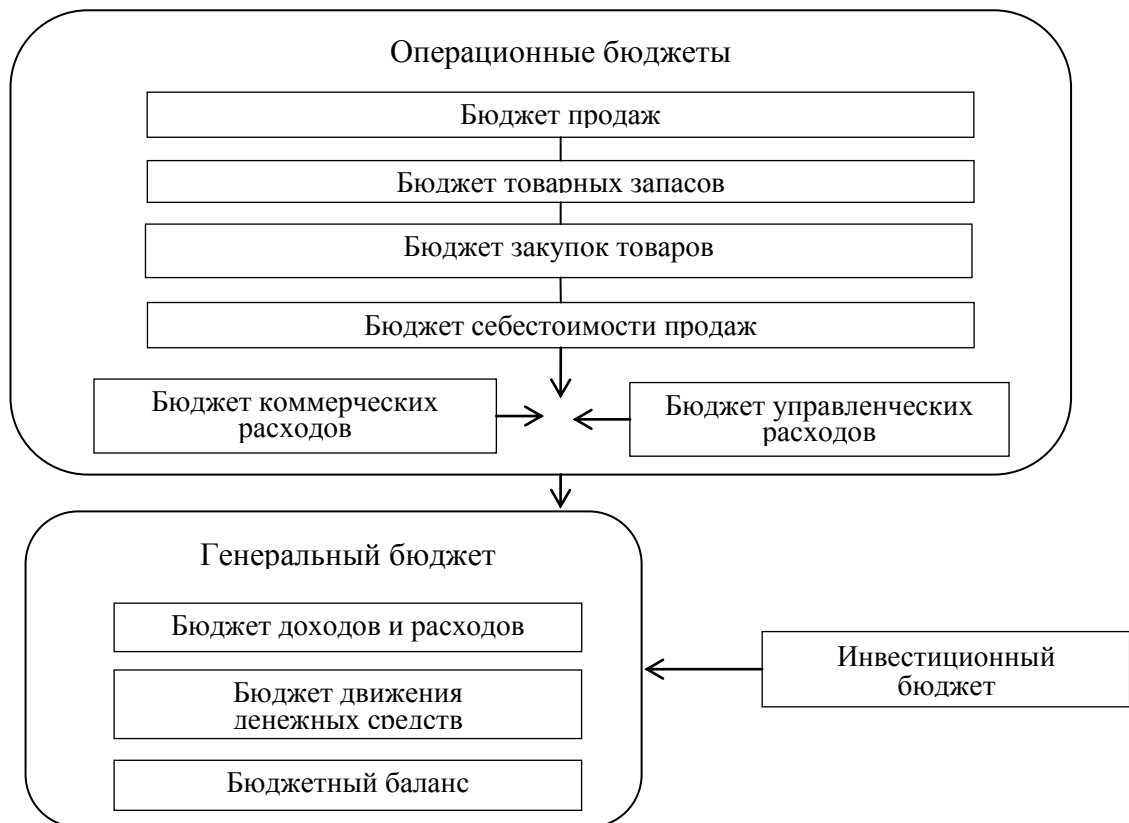 Операционные бюджеты
Бюджет продаж
Бюджет товарных запасов
Бюджет закупок товаров
Бюджет себестоимости продаж
Бюджет коммерческих
расходов
Бюджет управленческих
расходов
Генеральный бюджет
Бюджет доходов и расходов
Бюджет движения
денежных средств
Бюджетный баланс
Инвестиционный
бюджет